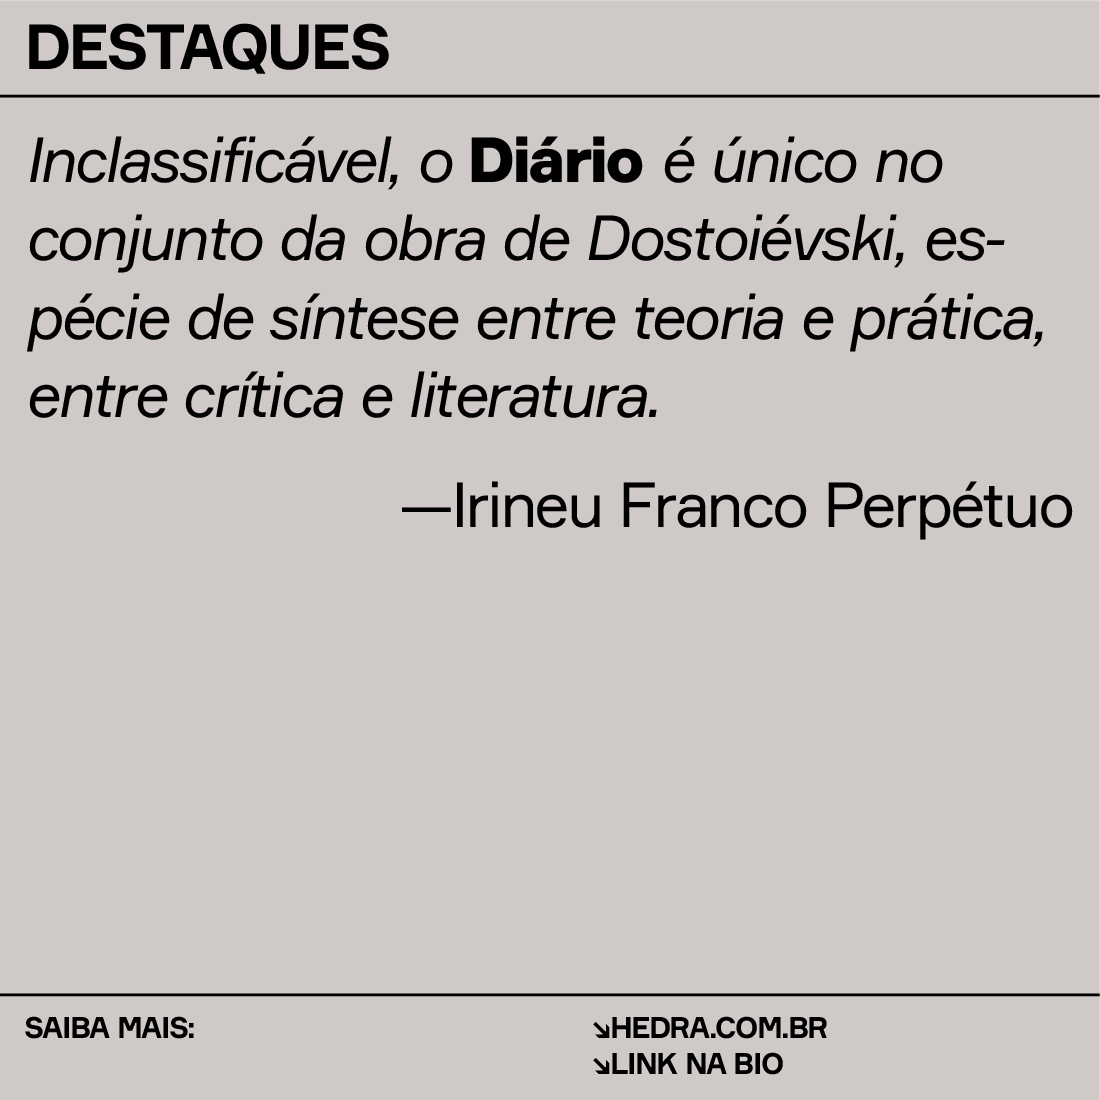 DESTAQUES
Inclassificável, o Diário é único no
conjunto da obra de Dostoiévski, es-
pécie de síntese entre teoria e prática,
entre crítica e literatura.
—Irineu Franco Perpétuo
SAIBA MAIS:
↘HEDRA.COM.BR
↘LINK NA BIO